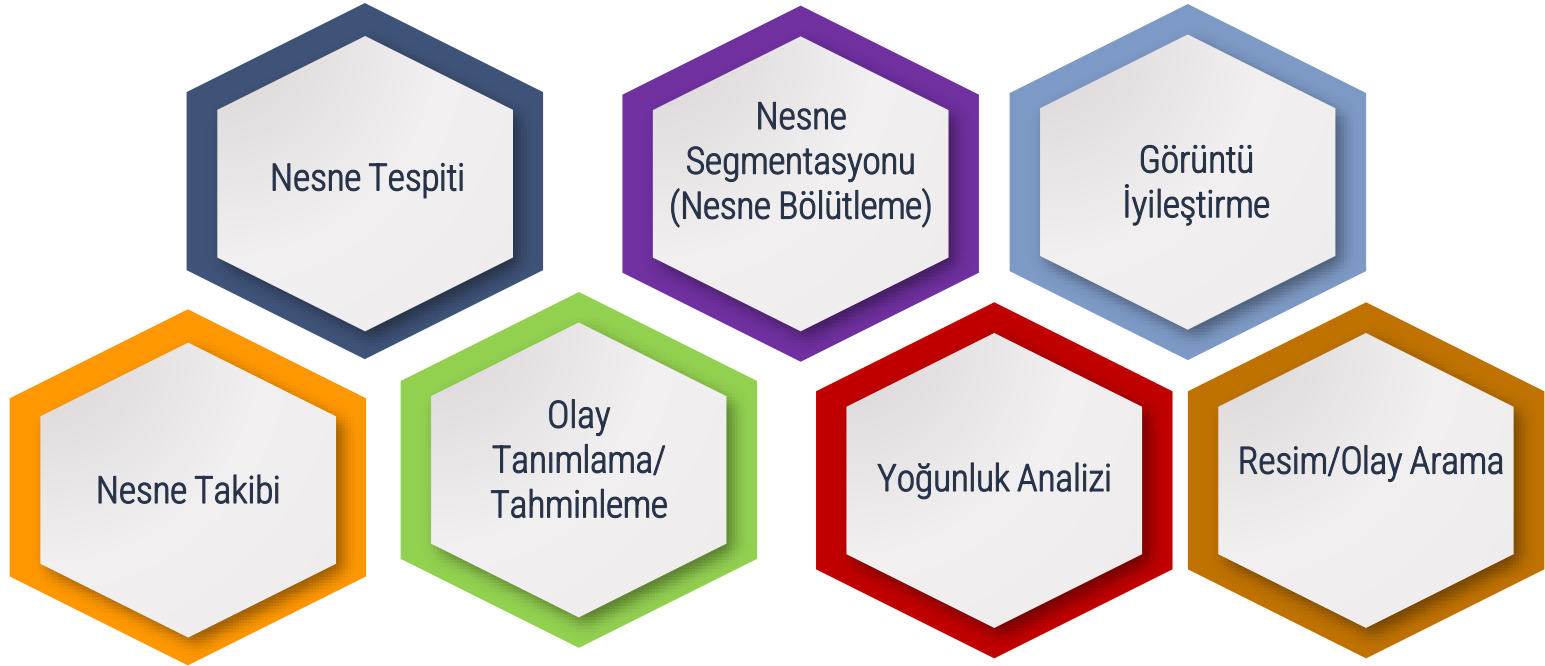 Nesne Tespiti
Nesne
Segmentasyonu
(Nesne Bölütleme)
Görüntü
İyileştirme
Nesne Takibi
Olay
Tanımlama/
Tahminleme
Yoğunluk Analizi
Resim/Olay Arama